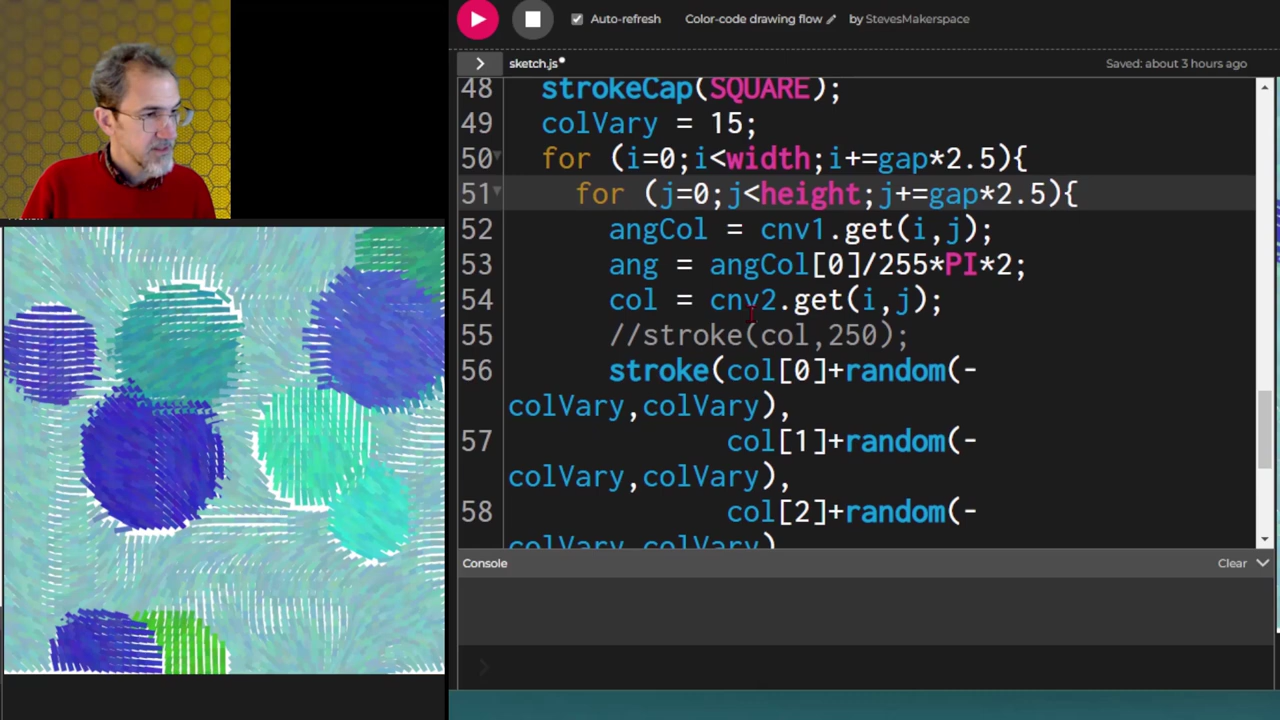 Auto-refresh Color-code drawing flow by StevesMakerspace
sketch.js• Saved: about 3 hours ago
48 strokeCap(SQUARE);
49 colVary = 15;
50 for (i=0;i<width;i+=gap*2.5){
51 for (j=0;j<height;j+=gap*2.5){
52 angCol = cnv1.get(i,j);
53 ang = angCol[0]/255*PI*2;
54 col = cnv2.get(i,j);
55 //stroke(col,250);
56 stroke(col[0]+random(-
colVary,colVary),
57 col[1]+random(-
colVary,colVary),
58 col[2]+random(-
colVary,colVary)
Console Clear